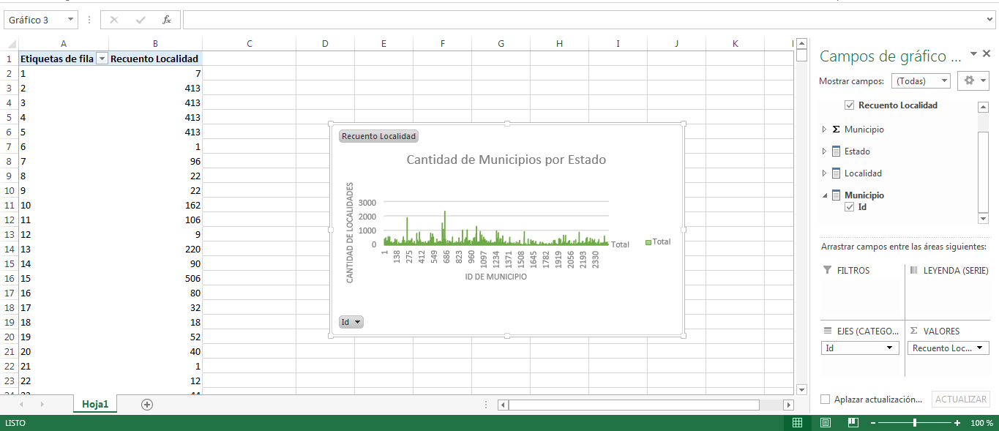 Gráfico 3
fx
A B C D E F G H I J K
1 Etiquetas de fila Recuento Localidad
2 1 7
3 2 413
4 3 413
5 4 413
6 5 413
7 6 1
8 7 96
9 8 22
10 9 22
11 10 162
12 11 106
13 12 9
14 13 220
15 14 90
16 15 506
17 16 80
18 17 32
19 18 18
20 19 52
21 20 40
22 21 1
23 22 12
Recuento Localidad
Cantidad de Municipios por Estado
CANTIDAD DE LOCALIDADES
3000
2000
1000
0
1 138 275 412 549 686 823 960 1097 1234 1371 1508 1645 1782 1919 2056 2193 2330
Total
ID DE MUNICIPIO
Total
Id
Campos de gráfico ...
Mostrar campos: (Todas)
Recuento Localidad
Σ Municipio
Estado
Localidad
Municipio
Id
Arrastrar campos entre las áreas siguientes:
FILTROS
LEYENDA (SERIE)
EJES (CATEGO...
Σ VALORES
Id
Recuento Loc...
Aplazar actualización...
ACTUALIZAR
Hoja1
LISTO
100 %